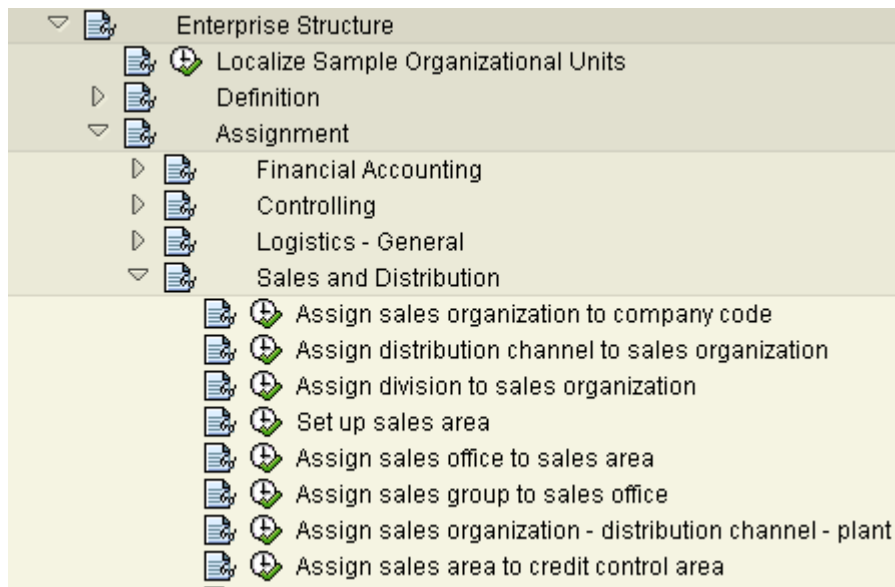 Enterprise Structure
Localize Sample Organizational Units
Definition
Assignment
Financial Accounting
Controlling
Logistics - General
Sales and Distribution
Assign sales organization to company code
Assign distribution channel to sales organization
Assign division to sales organization
Set up sales area
Assign sales office to sales area
Assign sales group to sales office
Assign sales organization - distribution channel - plant
Assign sales area to credit control area